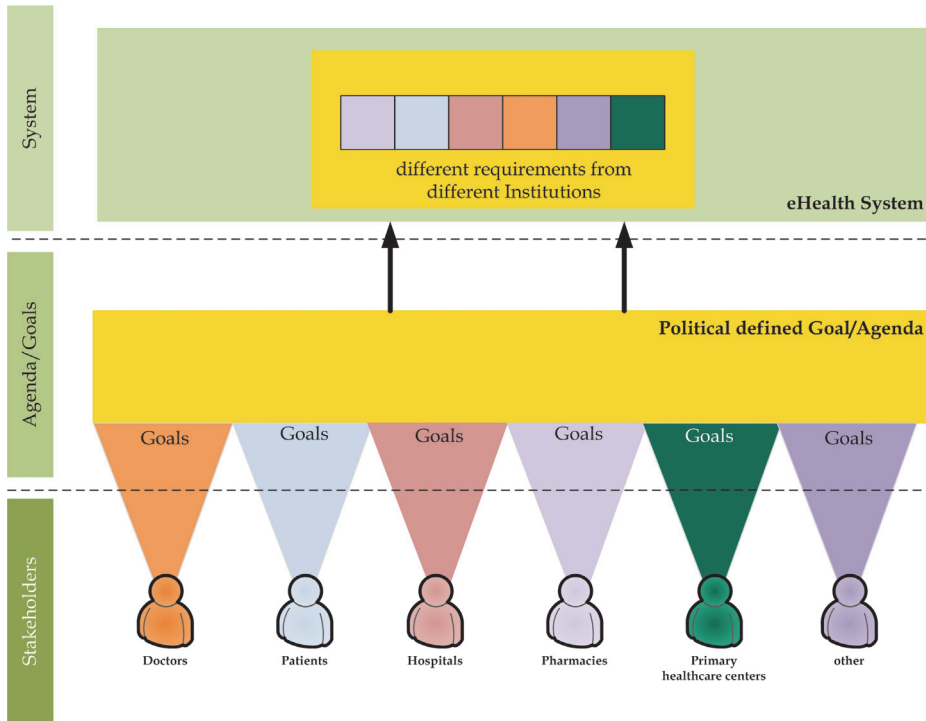 System
different requirements from
different Institutions
eHealth System
Agenda/Goals
Political defined Goal/Agenda
Goals
Goals
Goals
Goals
Goals
Goals
Stakeholders
Doctors
Patients
Hospitals
Pharmacies
Primary
healthcare centers
other